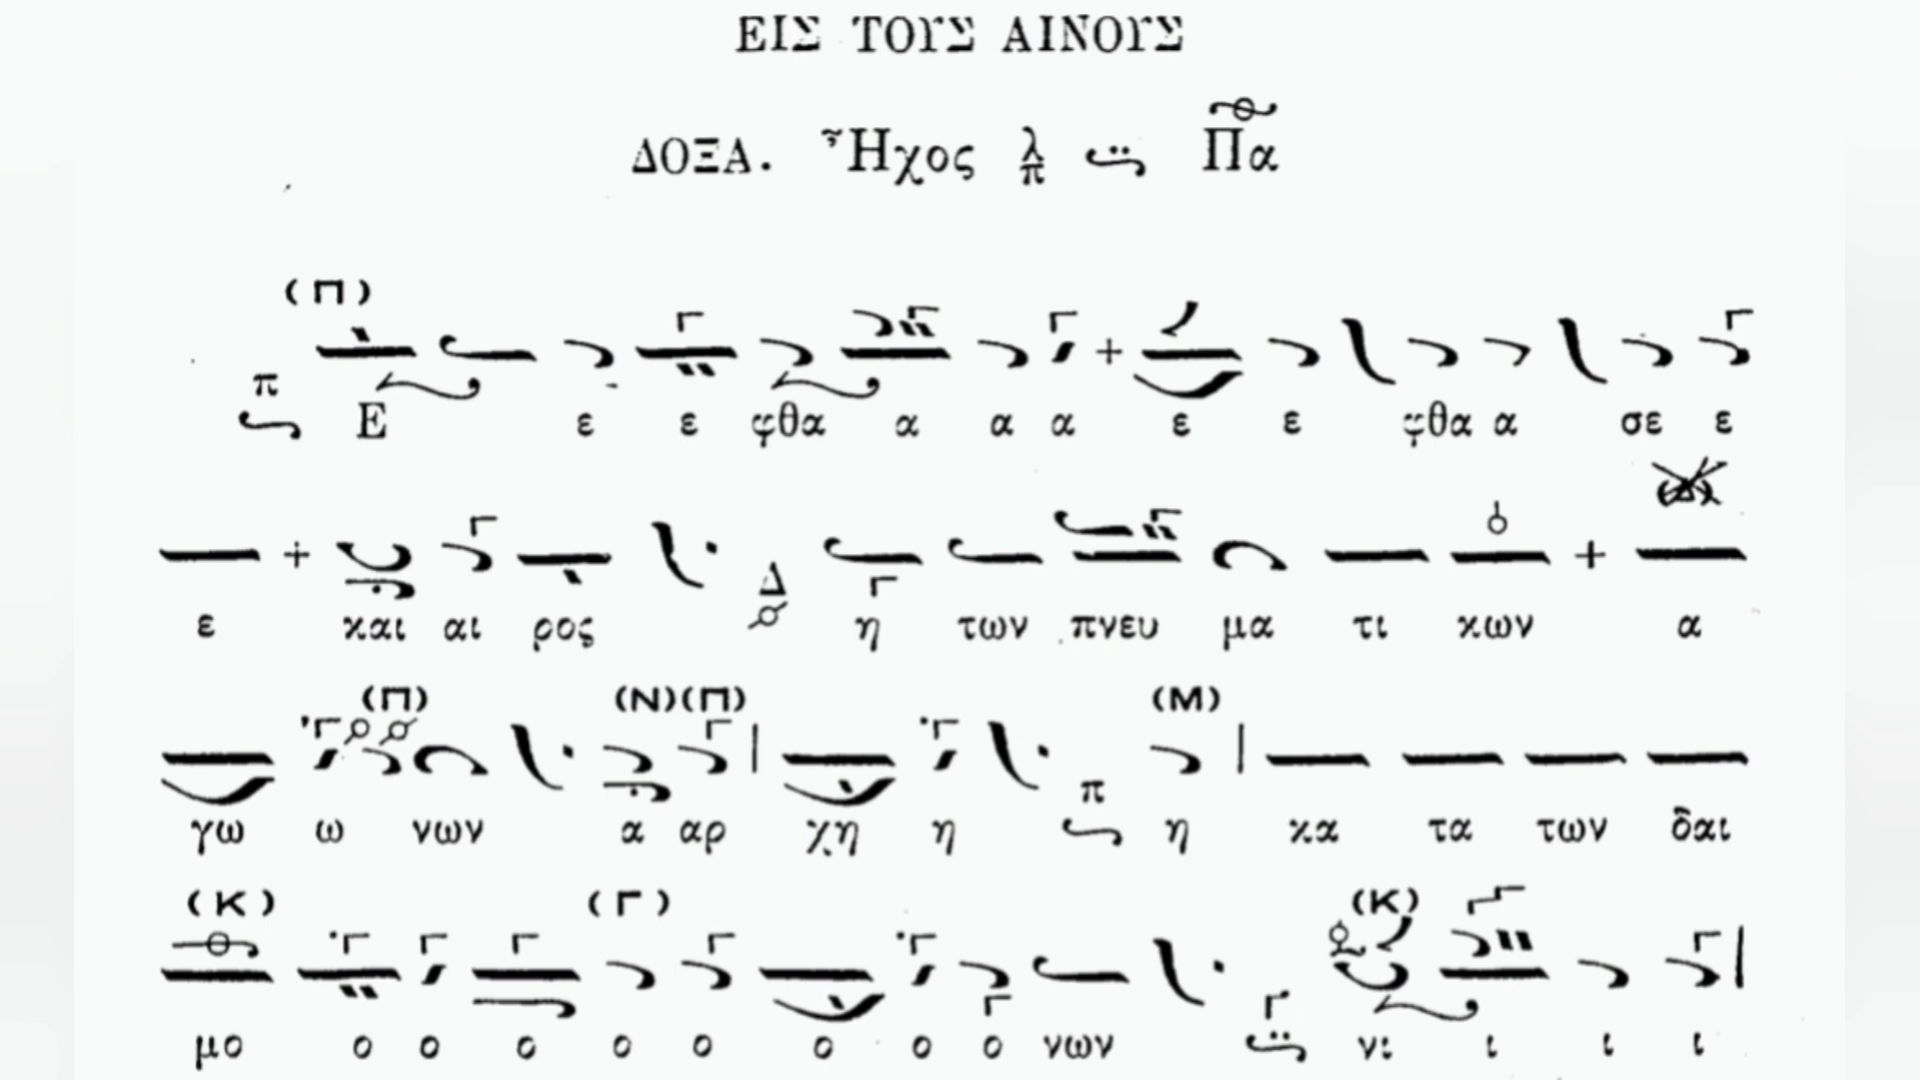 ΕΙΣ ΤΟΥΣ ΑΙΝΟΥΣ
ΔΟΞΑ. Ἦχος λ π Πα
(Π)
π Ε ε ε φθα α α α ε ε φθα α σε ε
(Δ)
ε και αι ρος Δ η των πνευ μα τι κων α
(Π) (Ν) (Π) (Μ)
γω ω νων α αρ χη η π η κα τα των δαι
(Κ) (Γ) (Κ)
μο ο ο ο ο ο ο ο ο νων Γ νι ι ι ι